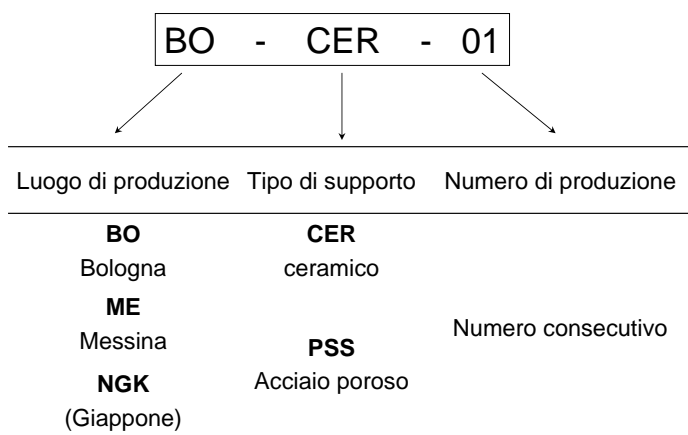 BO - CER - 01
Luogo di produzione Tipo di supporto Numero di produzione
BO CER
Bologna ceramico
ME
Messina
Numero consecutivo
PSS
NGK
Acciaio poroso
(Giappone)